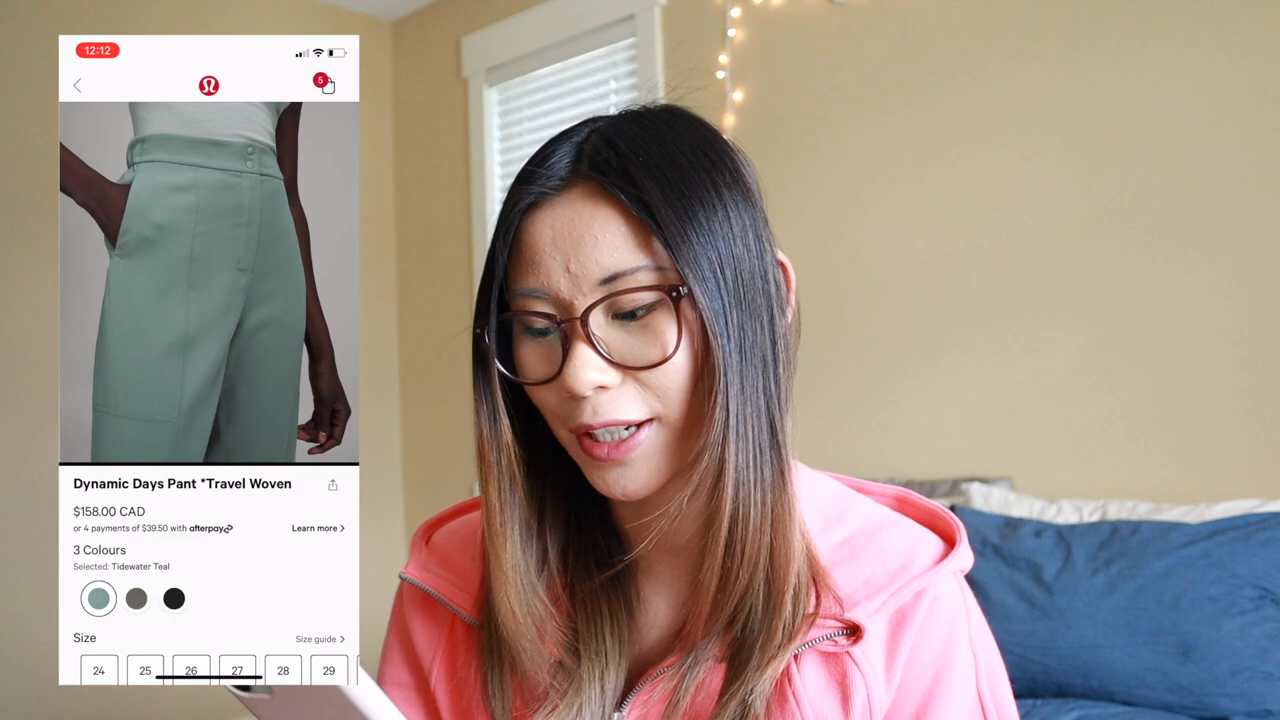 12:12
5
Dynamic Days Pant *Travel Woven
$158.00 CAD
or 4 payments of $39.50 with afterpay Learn more >
3 Colours
Selected: Tidewater Teal
Size Size guide >
24 25 26 27 28 29